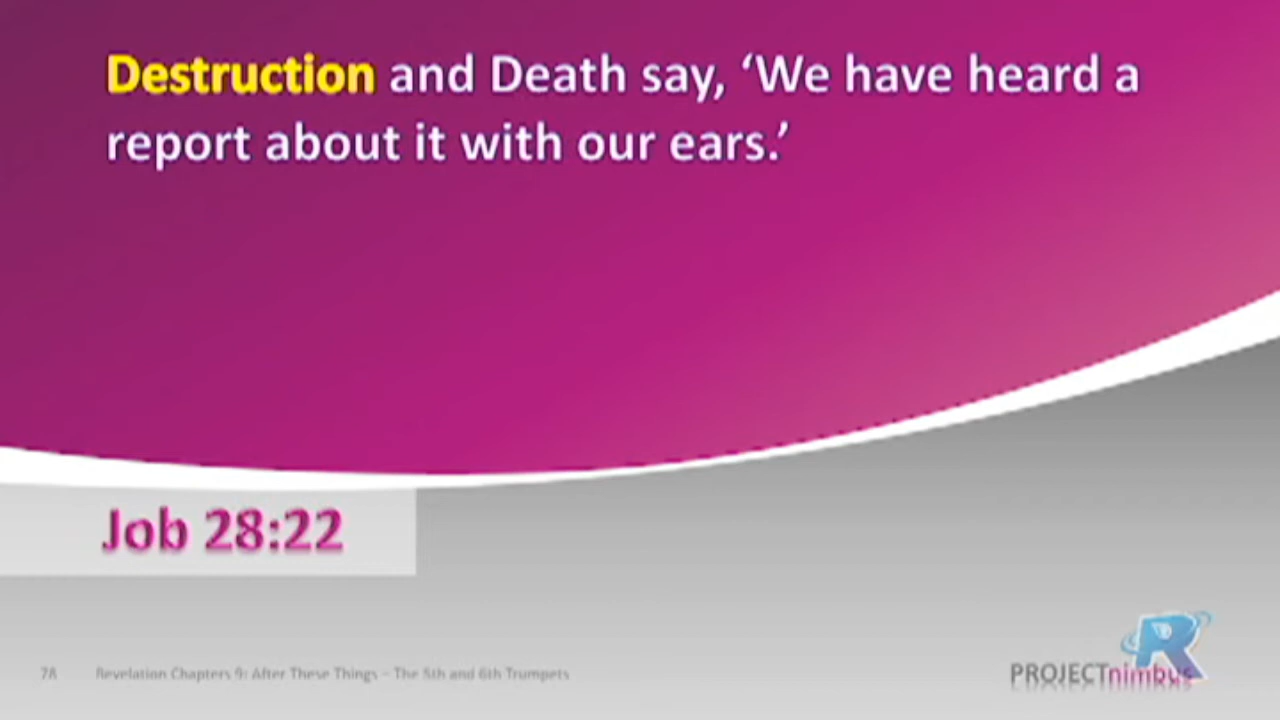 Destruction and Death say, ‘We have heard a
report about it with our ears.’
Job 28:22
78 Revelation Chapters 9: After These Things – The 5th and 6th Trumpets
PROJECTnimbus
R